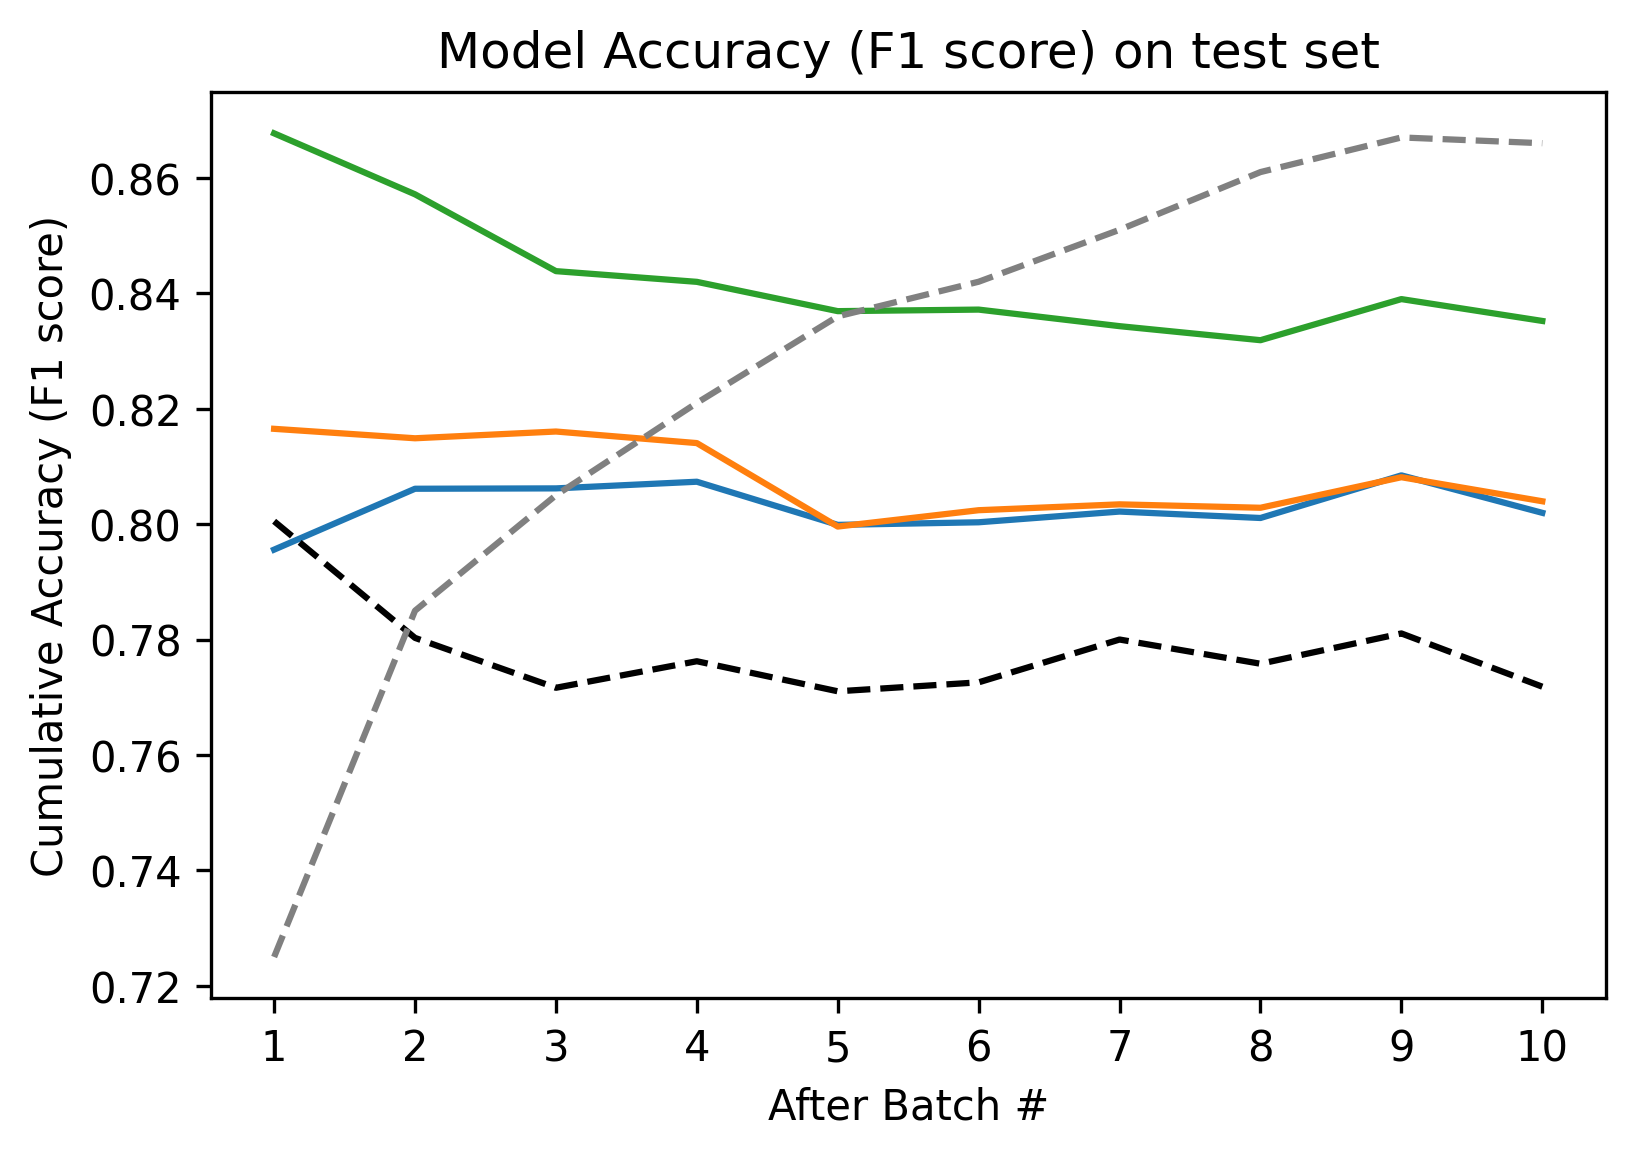 Model Accuracy (F1 score) on test set
Cumulative Accuracy (F1 score)
0.86
0.84
0.82
0.80
0.78
0.76
0.74
0.72
1 2 3 4 5 6 7 8 9 10
After Batch #